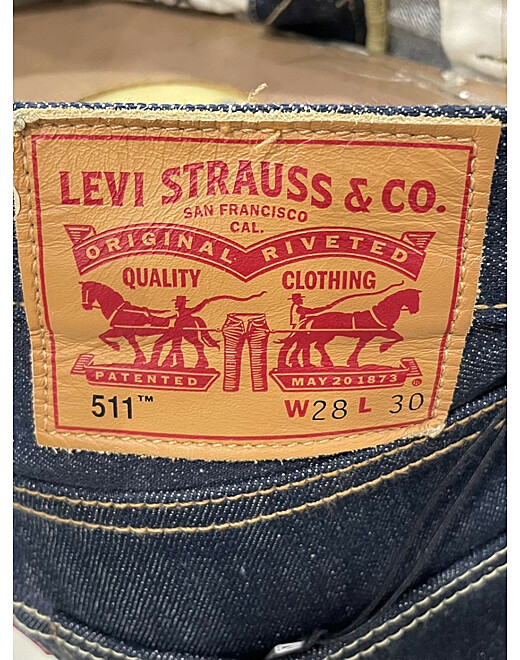 LEVI STRAUSS & CO.
SAN FRANCISCO
CAL.
ORIGINAL RIVETED
QUALITY CLOTHING
PATENTED MAY 20 1873 ®
511™ W28 L 30